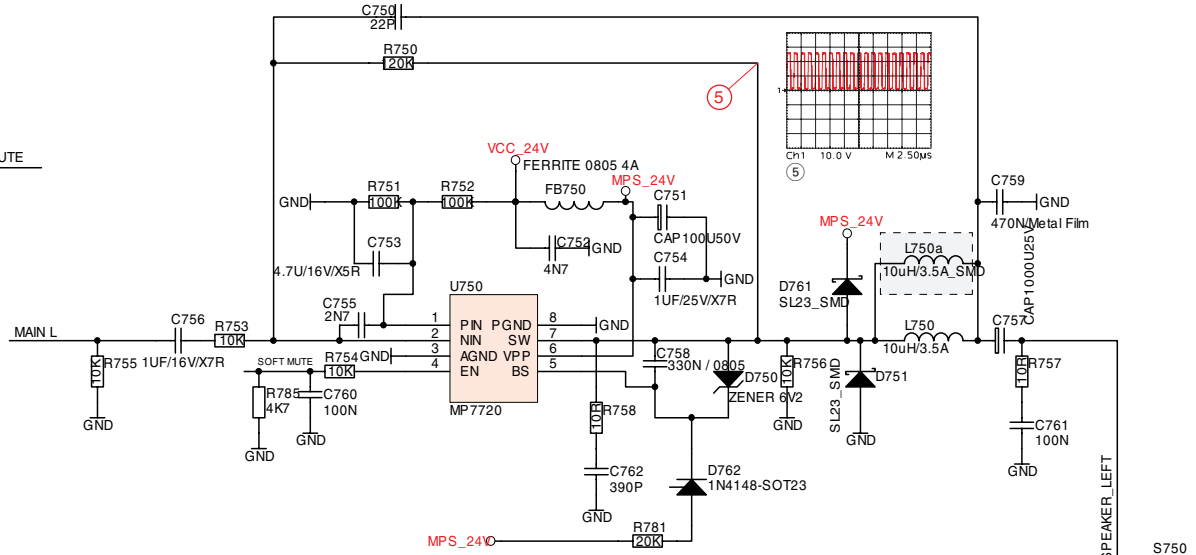 C750
22P
R750
20K
5
1
Ch1 10.0 V M 2.50µs
5
UTE
VCC_24V
FERRITE 0805 4A
FB750
MPS_24V
GND
R751
100K
R752
100K
C751
CAP100U50V
C753
4.7U/16V/X5R
C752
4N7
GND
C754
1UF/25V/X7R
GND
C759
470N/Metal Film
GND
MPS_24V
L750a
10uH/3.5A_SMD
D761
SL23_SMD
CAP1000U25V
U750
C755
2N7
MAIN L
C756
1UF/16V/X7R
R753
10K
1 PIN PGND 8
GND
2 NIN SW 7
GND
3 AGND VPP 6
4 EN BS 5
MP7720
L750
10uH/3.5A
C757
R755
10K
GND
SOFT MUTE
R754
10K
R785
4K7
GND
C760
100N
GND
C758
330N / 0805
D750
ZENER 6V2
R756
10K
GND
SL23_SMD
D751
GND
R757
10R
C761
100N
GND
R758
10R
C762
390P
GND
D762
1N4148-SOT23
MPS_24V
R781
20K
SPEAKER_LEFT
S750